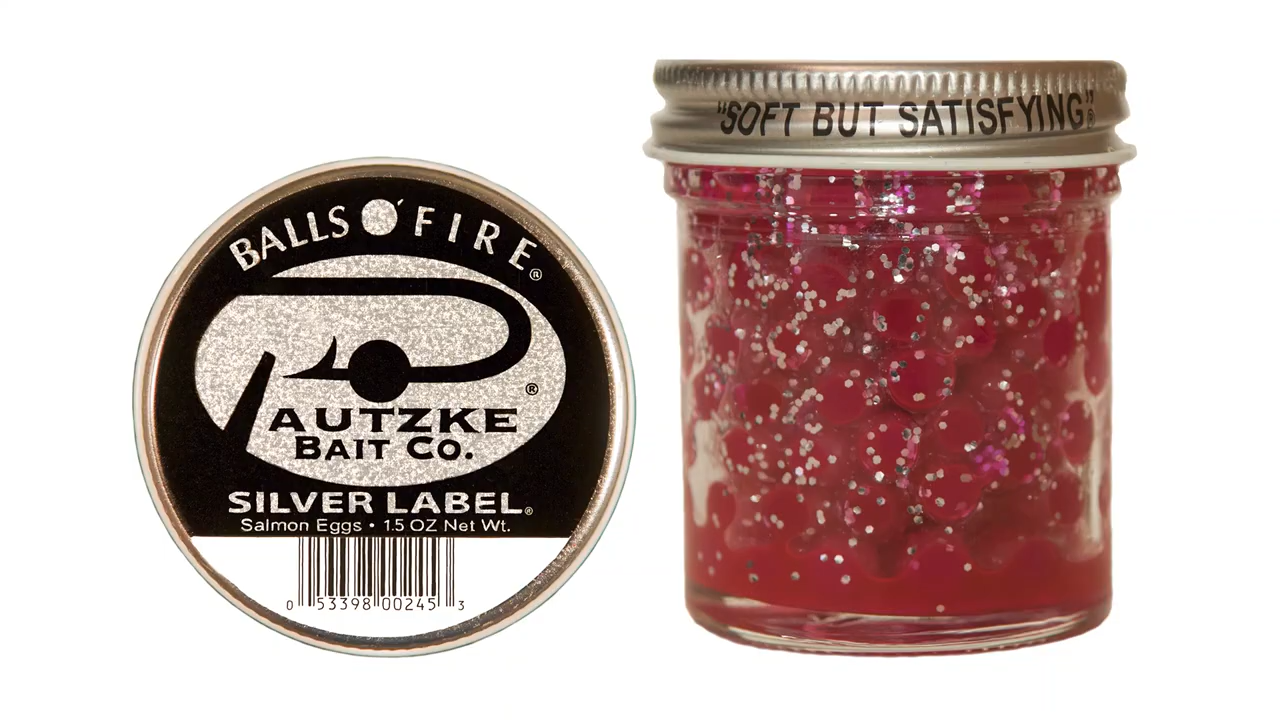 BALLS O' FIRE®
PAUTZKE®
BAIT CO.
SILVER LABEL®
Salmon Eggs • 1.5 OZ Net Wt.
0 53398 00245 3
"SOFT BUT SATISFYING"®